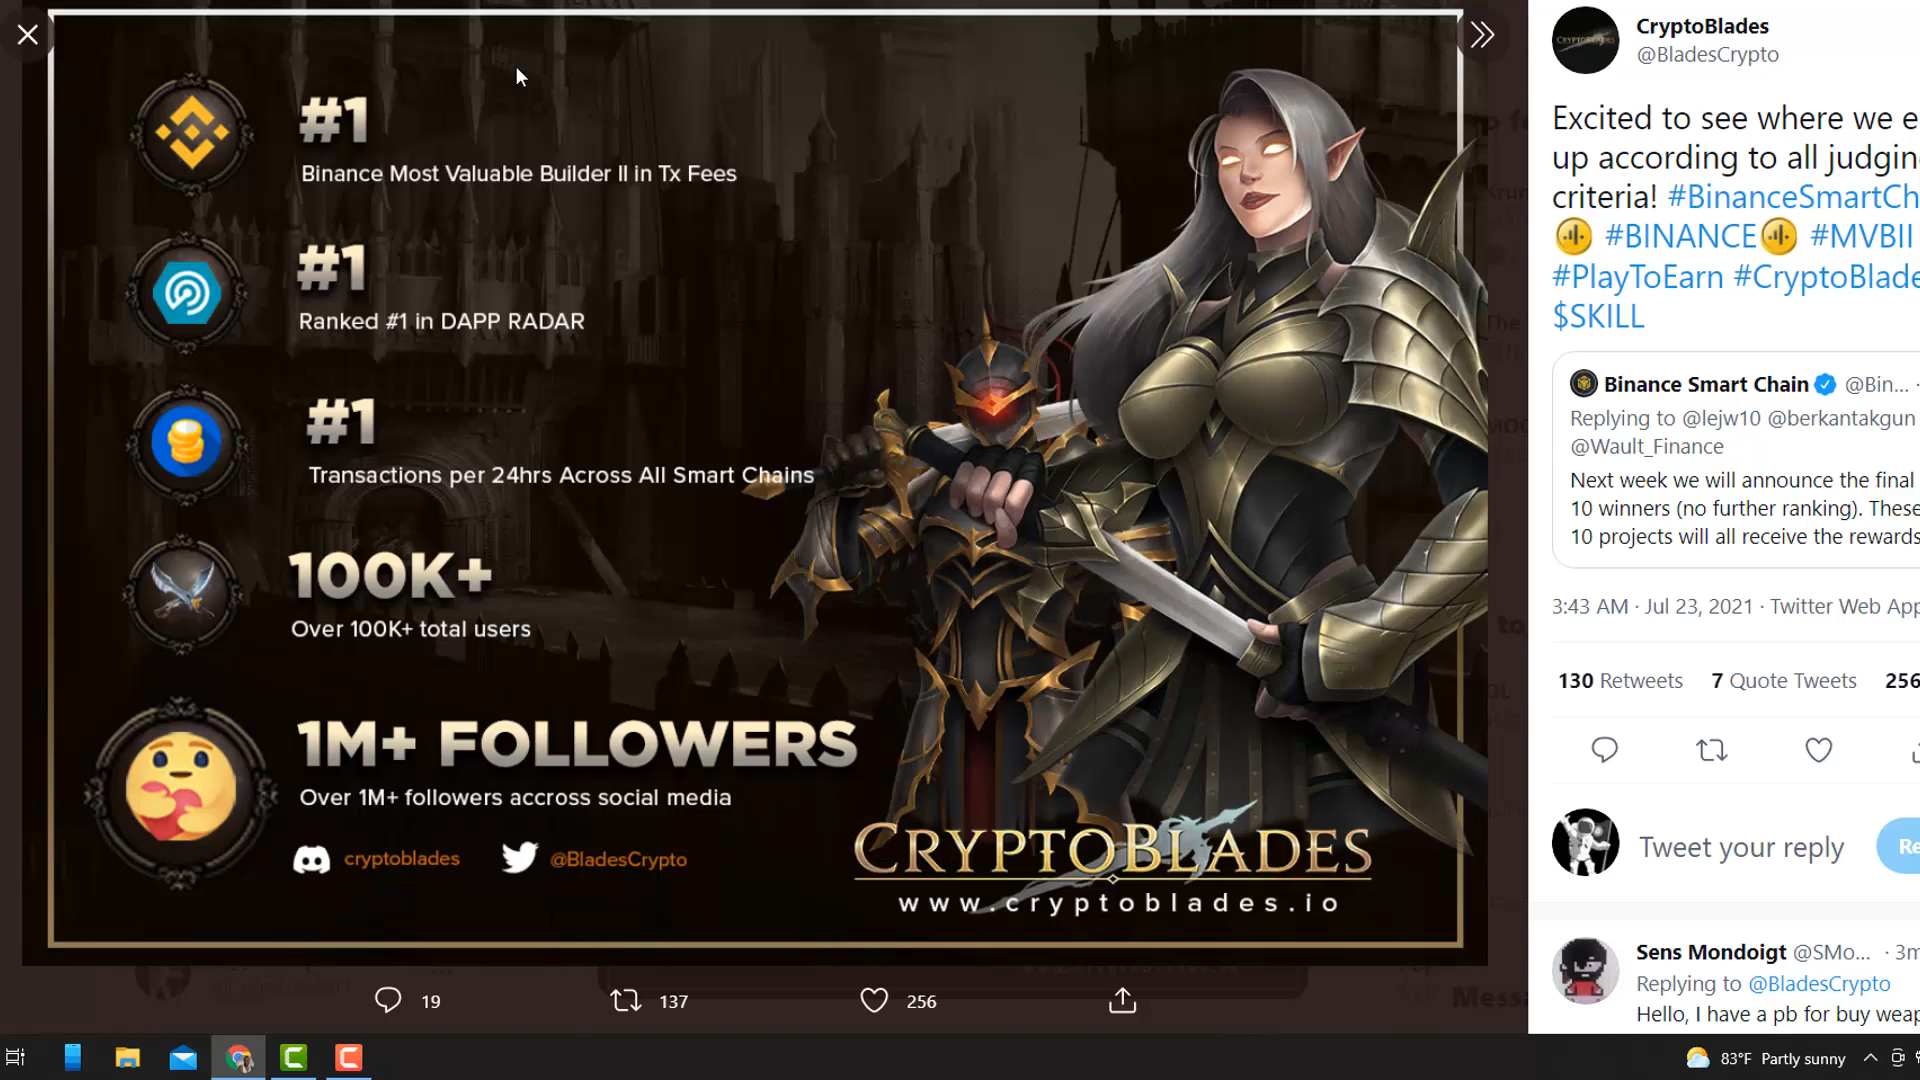 #1
Binance Most Valuable Builder II in Tx Fees
#1
Ranked #1 in DAPP RADAR
#1
Transactions per 24hrs Across All Smart Chains
100K+
Over 100K+ total users
1M+ FOLLOWERS
Over 1M+ followers accross social media
cryptoblades @BladesCrypto
CRYPTOBLADES
www.cryptoblades.io
19 137 256
CryptoBlades
@BladesCrypto
Excited to see where we e
up according to all judging
criteria! #BinanceSmartCh
#BINANCE #MVBII
#PlayToEarn #CryptoBlade
$SKILL
Binance Smart Chain @Bin... ·
Replying to @lejw10 @berkantakgun
@Wault_Finance
Next week we will announce the final
10 winners (no further ranking). These
10 projects will all receive the rewards
3:43 AM · Jul 23, 2021 · Twitter Web App
130 Retweets 7 Quote Tweets 256
Tweet your reply
Re
Sens Mondoigt @SMo... · 3m
Replying to @BladesCrypto
Hello, I have a pb for buy weap
83°F Partly sunny